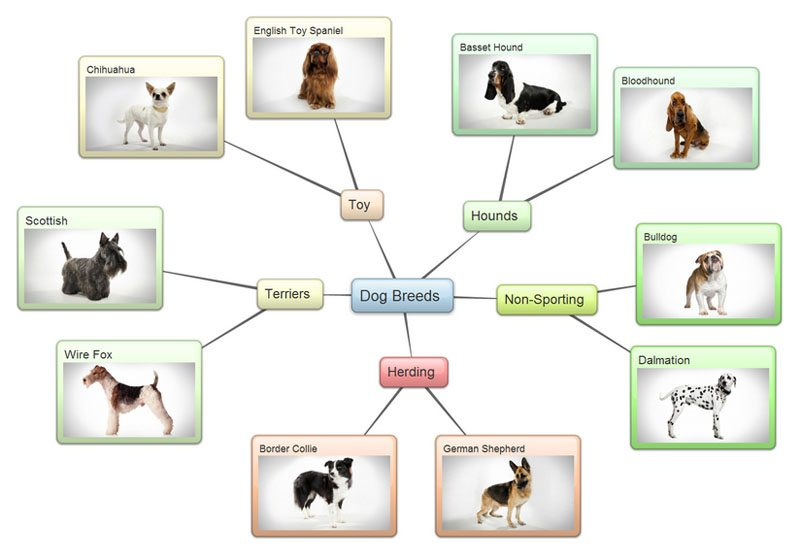 English Toy Spaniel
Chihuahua
Basset Hound
Bloodhound
Toy
Hounds
Scottish
Bulldog
Terriers
Dog Breeds
Non-Sporting
Wire Fox
Dalmation
Herding
Border Collie
German Shepherd